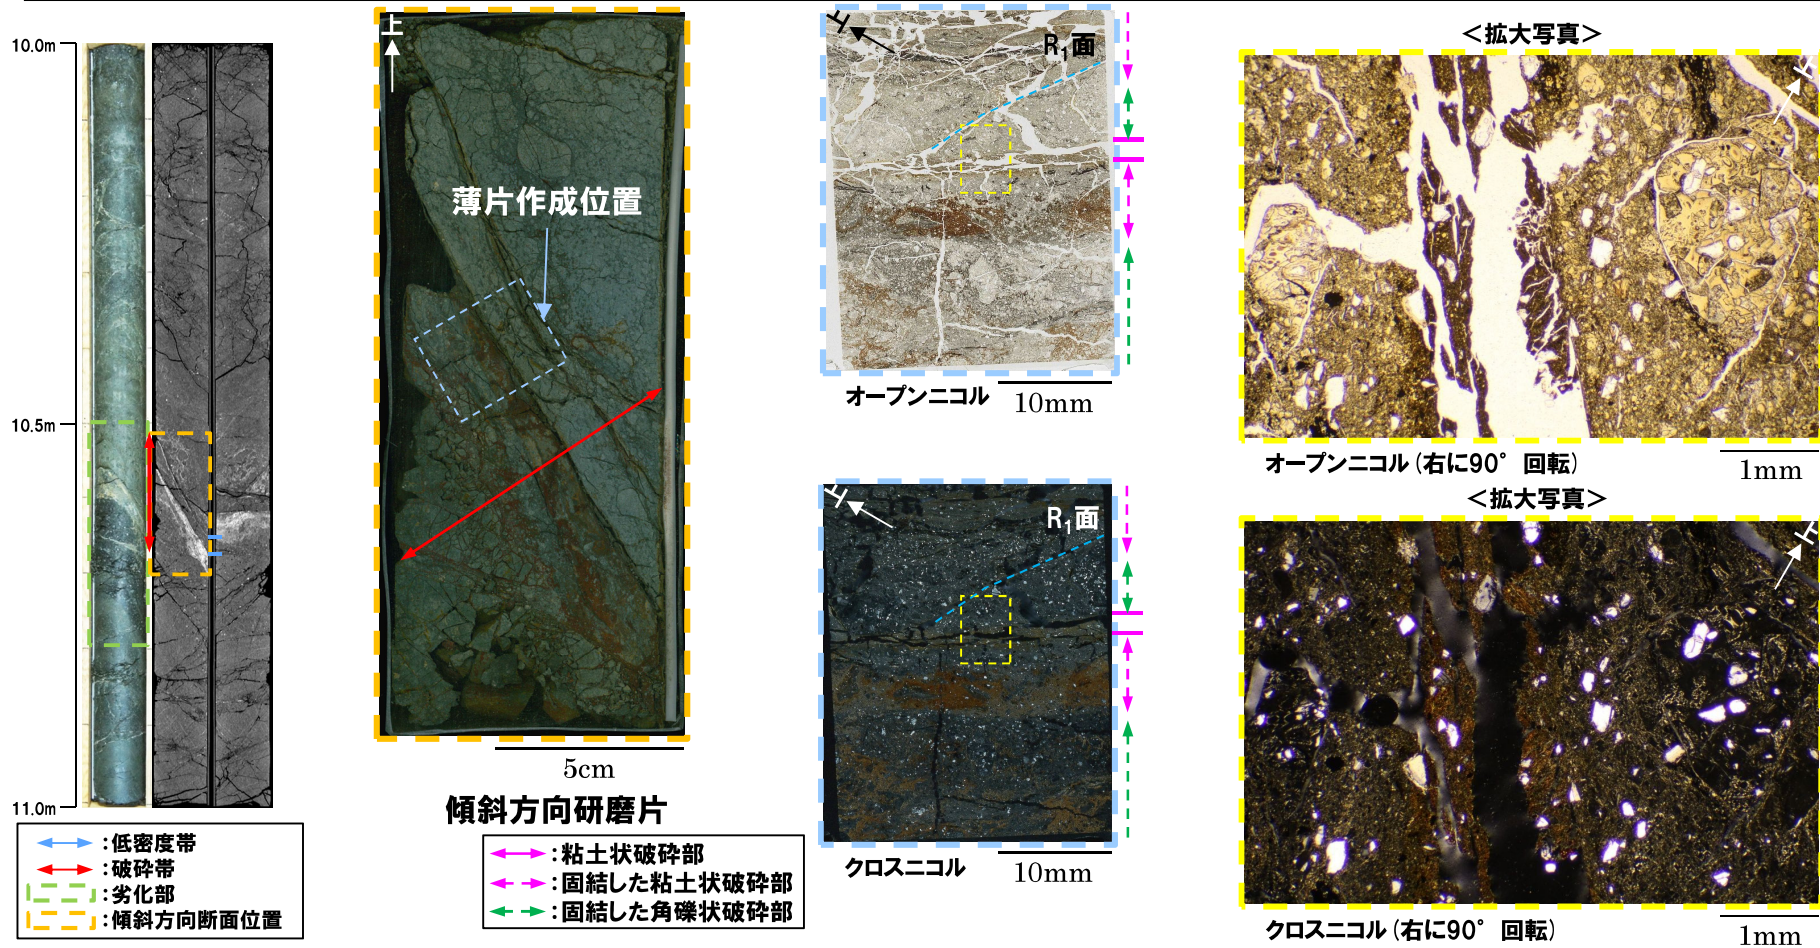 10.0m
10.5m
11.0m
:低密度帯
:破砕帯
:劣化部
:傾斜方向断面位置
上
薄片作成位置
5cm
傾斜方向研磨片
:粘土状破砕部
:固結した粘土状破砕部
:固結した角礫状破砕部
上
R1面
オープンニコル
10mm
上
R1面
クロスニコル
10mm
＜拡大写真＞
上
オープンニコル(右に90°回転)
1mm
＜拡大写真＞
上
クロスニコル(右に90°回転)
1mm